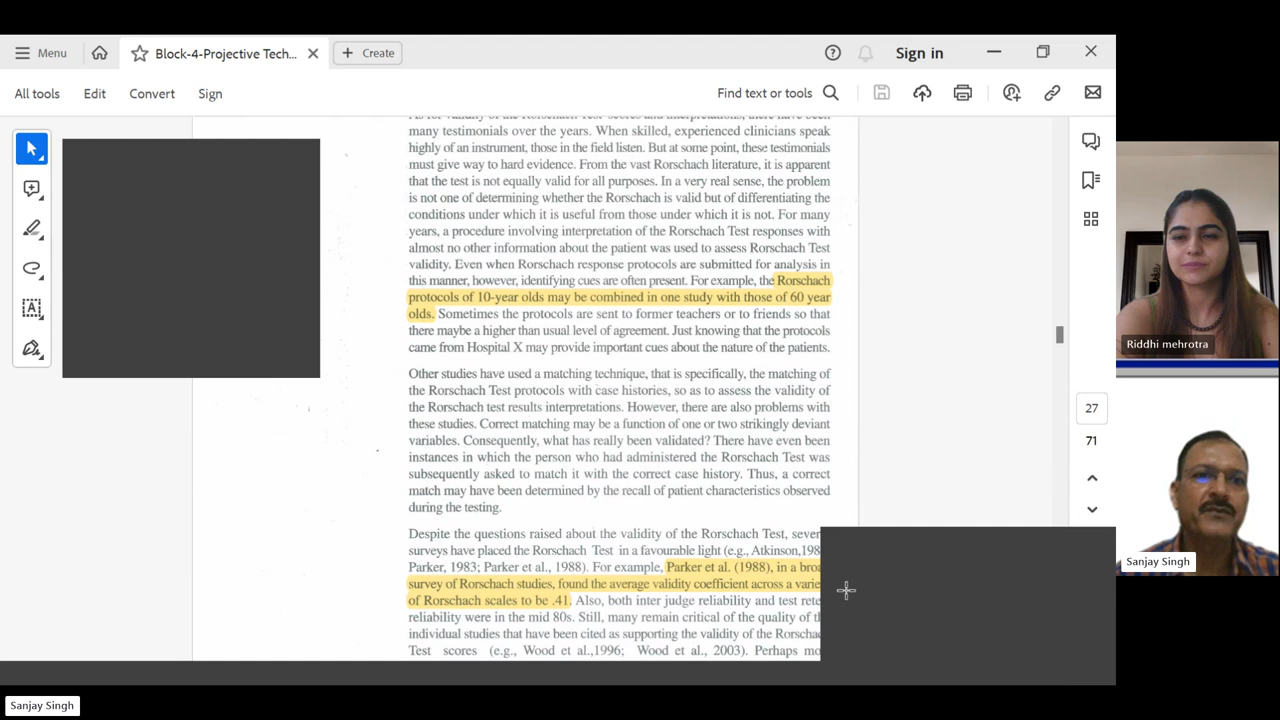 Menu
Block-4-Projective Tech...
Create
Sign in
All tools
Edit
Convert
Sign
Find text or tools
many testimonials over the years. When skilled, experienced clinicians speak
highly of an instrument, those in the field listen. But at some point, these testimonials
must give way to hard evidence. From the vast Rorschach literature, it is apparent
that the test is not equally valid for all purposes. In a very real sense, the problem
is not one of determining whether the Rorschach is valid but of differentiating the
conditions under which it is useful from those under which it is not. For many
years, a procedure involving interpretation of the Rorschach Test responses with
almost no other information about the patient was used to assess Rorschach Test
validity. Even when Rorschach response protocols are submitted for analysis in
this manner, however, identifying cues are often present. For example, the Rorschach
protocols of 10-year olds may be combined in one study with those of 60 year
olds. Sometimes the protocols are sent to former teachers or to friends so that
there maybe a higher than usual level of agreement. Just knowing that the protocols
came from Hospital X may provide important cues about the nature of the patients.
Other studies have used a matching technique, that is specifically, the matching of
the Rorschach Test protocols with case histories, so as to assess the validity of
the Rorschach test results interpretations. However, there are also problems with
these studies. Correct matching may be a function of one or two strikingly deviant
variables. Consequently, what has really been validated? There have even been
instances in which the person who had administered the Rorschach Test was
subsequently asked to match it with the correct case history. Thus, a correct
match may have been determined by the recall of patient characteristics observed
during the testing.
Despite the questions raised about the validity of the Rorschach Test, sever
surveys have placed the Rorschach Test in a favourable light (e.g., Atkinson,198
Parker, 1983; Parker et al., 1988). For example, Parker et al. (1988), in a broa
survey of Rorschach studies, found the average validity coefficient across a varie
of Rorschach scales to be .41. Also, both inter judge reliability and test rete
reliability were in the mid 80s. Still, many remain critical of the quality of th
individual studies that have been cited as supporting the validity of the Rorschac
Test scores (e.g., Wood et al.,1996; Wood et al., 2003). Perhaps mo
27
71
Riddhi mehrotra
Sanjay Singh
Sanjay Singh